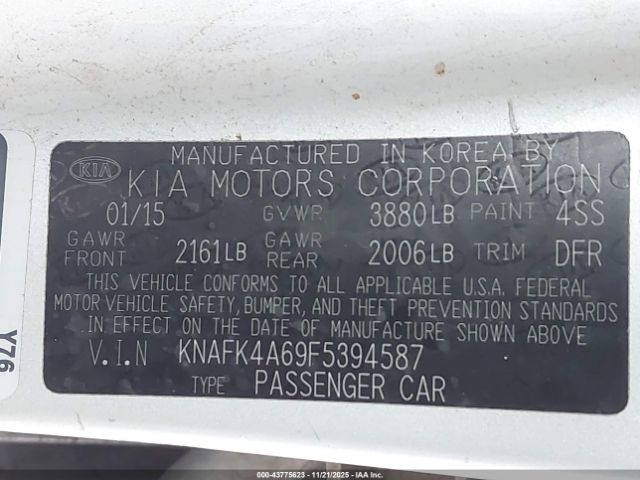 MANUFACTURED IN KOREA BY
KIA KIA MOTORS CORPORATION
01/15 GVWR 3880LB PAINT 4SS
GAWR FRONT 2161LB GAWR REAR 2006LB TRIM DFR
THIS VEHICLE CONFORMS TO ALL APPLICABLE U.S.A. FEDERAL
MOTOR VEHICLE SAFETY, BUMPER, AND THEFT PREVENTION STANDARDS
IN EFFECT ON THE DATE OF MANUFACTURE SHOWN ABOVE
V.I.N KNAFK4A69F5394587
TYPE PASSENGER CAR
Y76
000-43775623 | 11/21/2025 | IAAI.COM